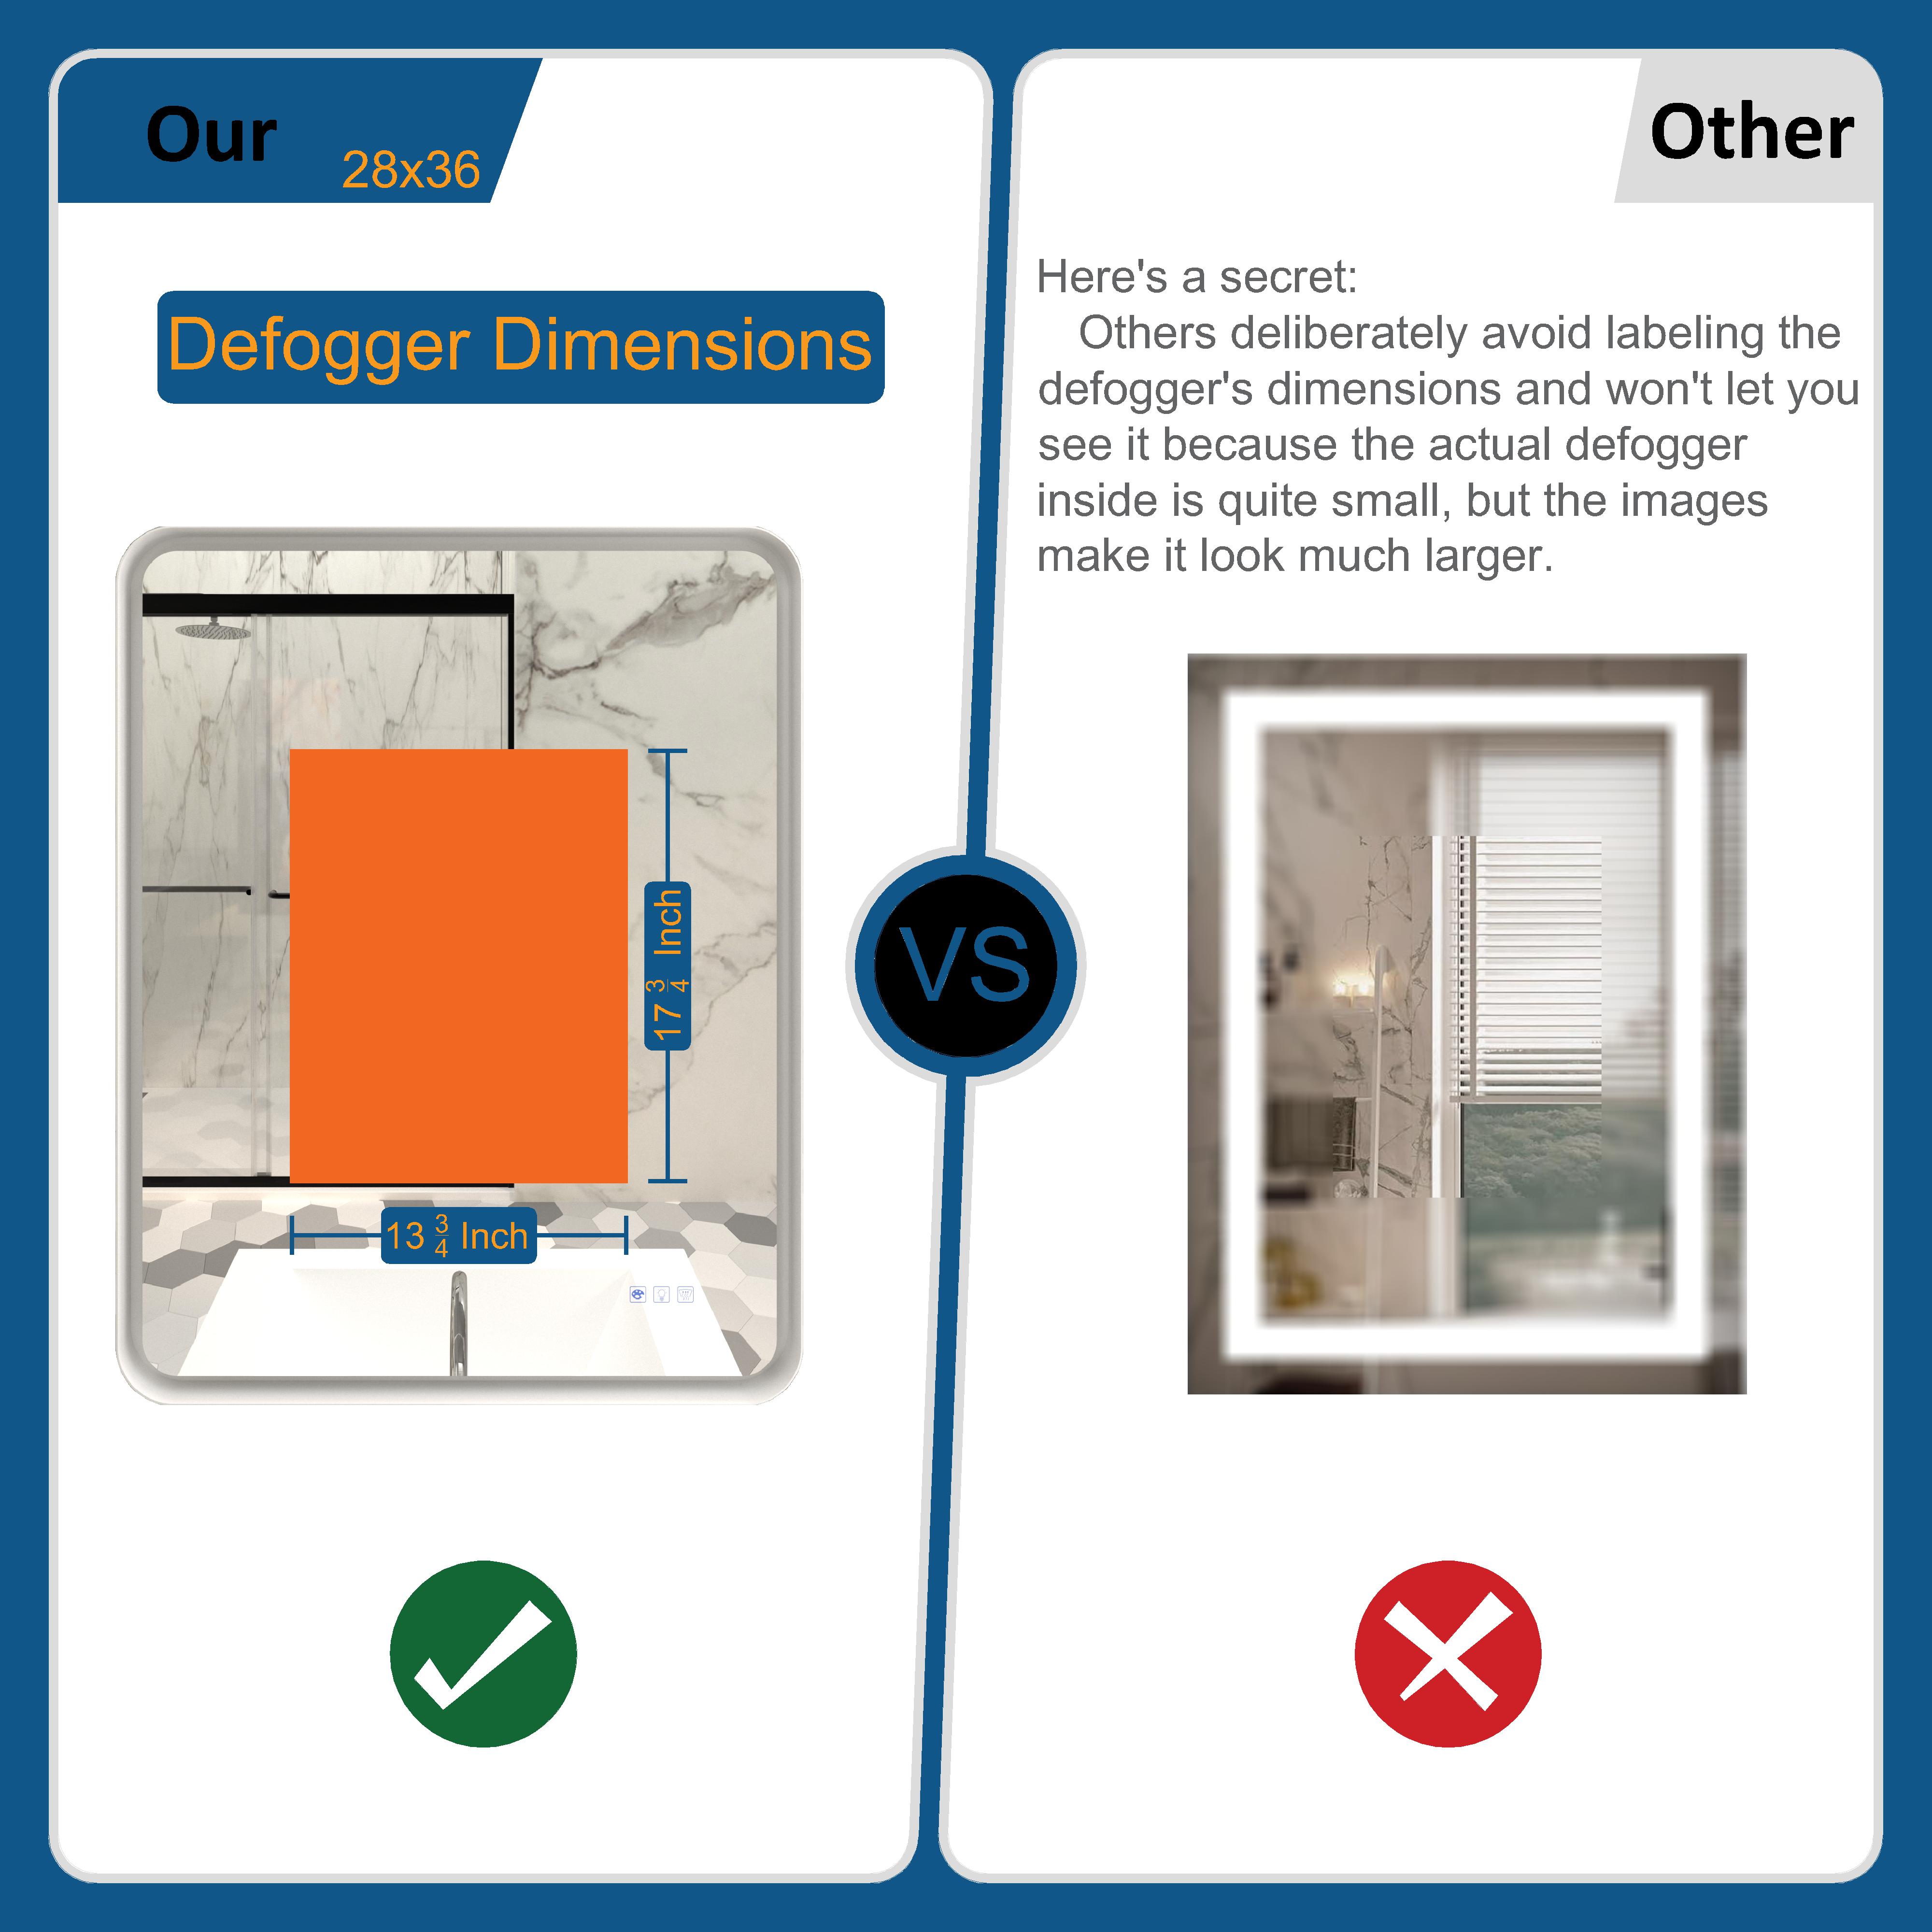 Our
28x36
Defogger Dimensions
17 3/4 Inch
13 3/4 Inch
VS
Other
Here's a secret:
Others deliberately avoid labeling the
defogger's dimensions and won't let you
see it because the actual defogger
inside is quite small, but the images
make it look much larger.